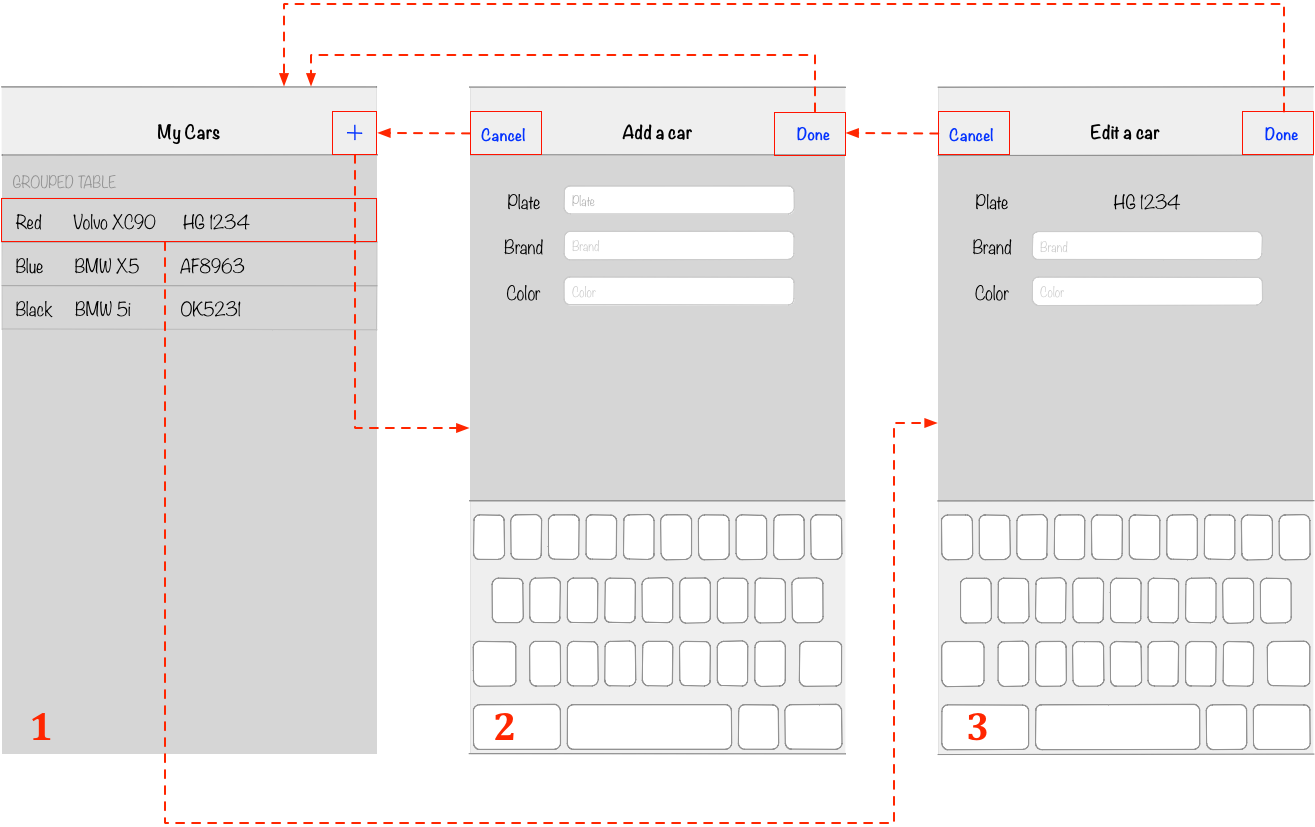 My Cars
+
GROUPED TABLE
Red Volvo XC90 HG 1234
Blue BMW X5 AF8963
Black BMW 5i OK5231
1
Cancel Add a car Done
Plate Plate
Brand Brand
Color Color
2
Cancel Edit a car Done
Plate HG 1234
Brand Brand
Color Color
3